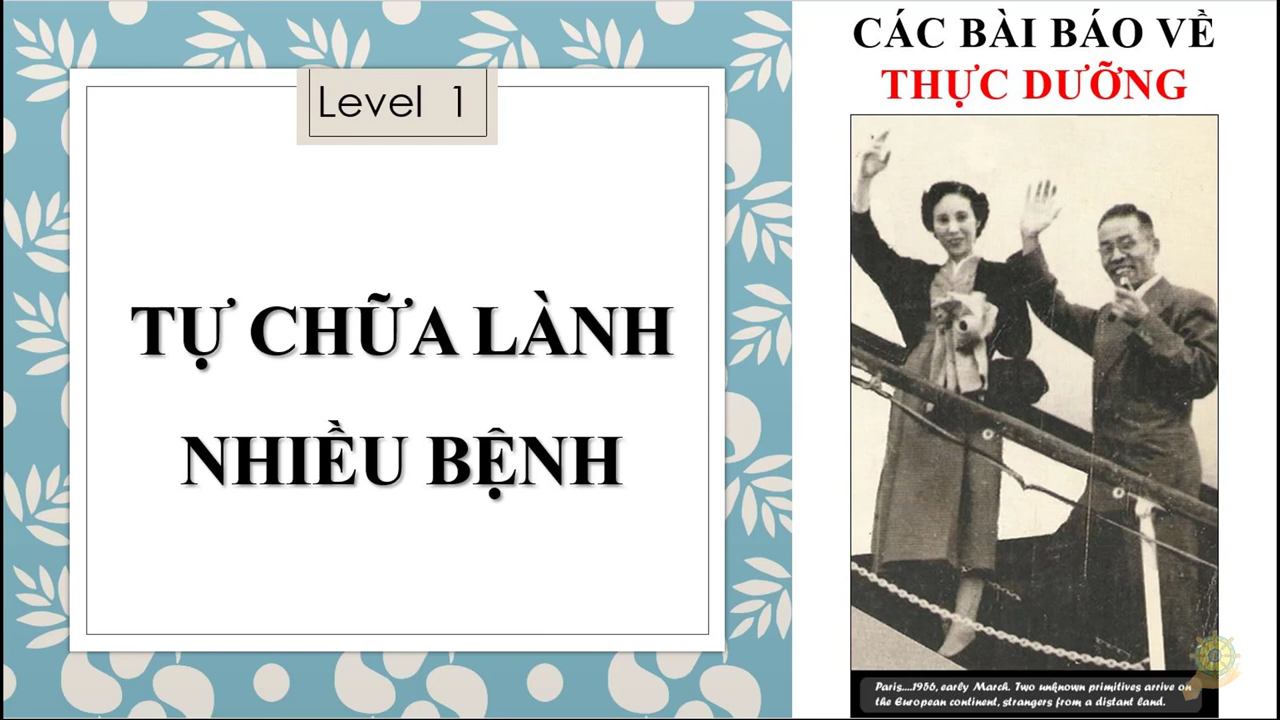 Level 1
TỰ CHỮA LÀNH
NHIỀU BỆNH
CÁC BÀI BÁO VỀ
THỰC DƯỠNG
Paris....1956, early March. Two unknown primitives arrive on
the European continent, strangers from a distant land.